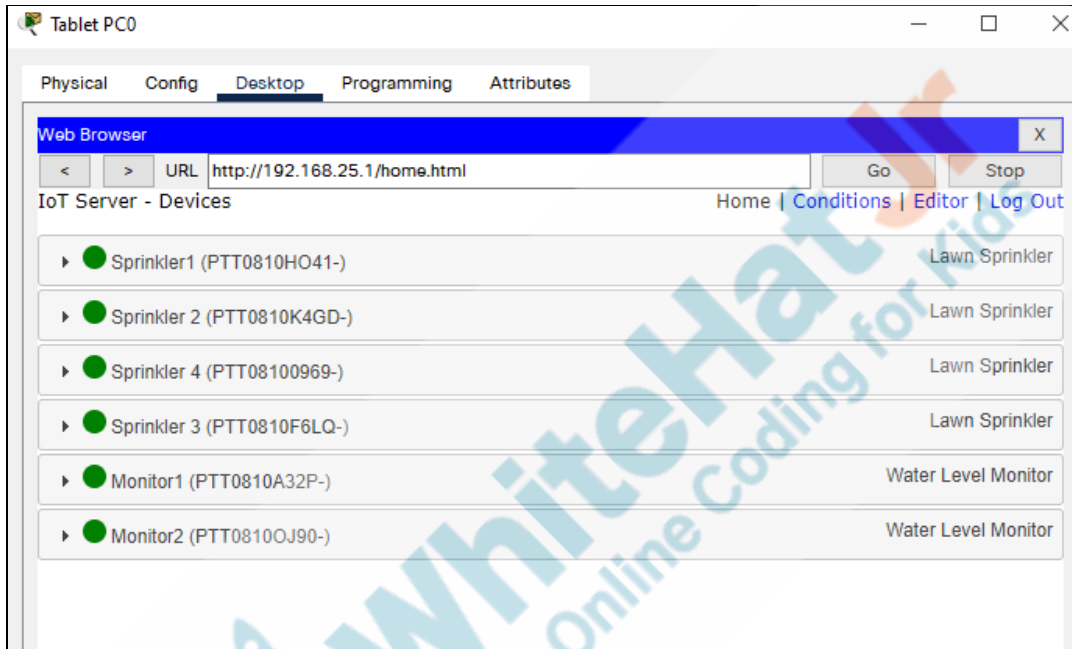 Tablet PC0
Physical Config Desktop Programming Attributes
Web Browser X
< > URL http://192.168.25.1/home.html Go Stop
IoT Server - Devices Home | Conditions | Editor | Log Out
Sprinkler1 (PTT0810HO41-) Lawn Sprinkler
Sprinkler 2 (PTT0810K4GD-) Lawn Sprinkler
Sprinkler 4 (PTT08100969-) Lawn Sprinkler
Sprinkler 3 (PTT0810F6LQ-) Lawn Sprinkler
Monitor1 (PTT0810A32P-) Water Level Monitor
Monitor2 (PTT0810OJ90-) Water Level Monitor
WhiteHat Jr
Online Coding for Kids